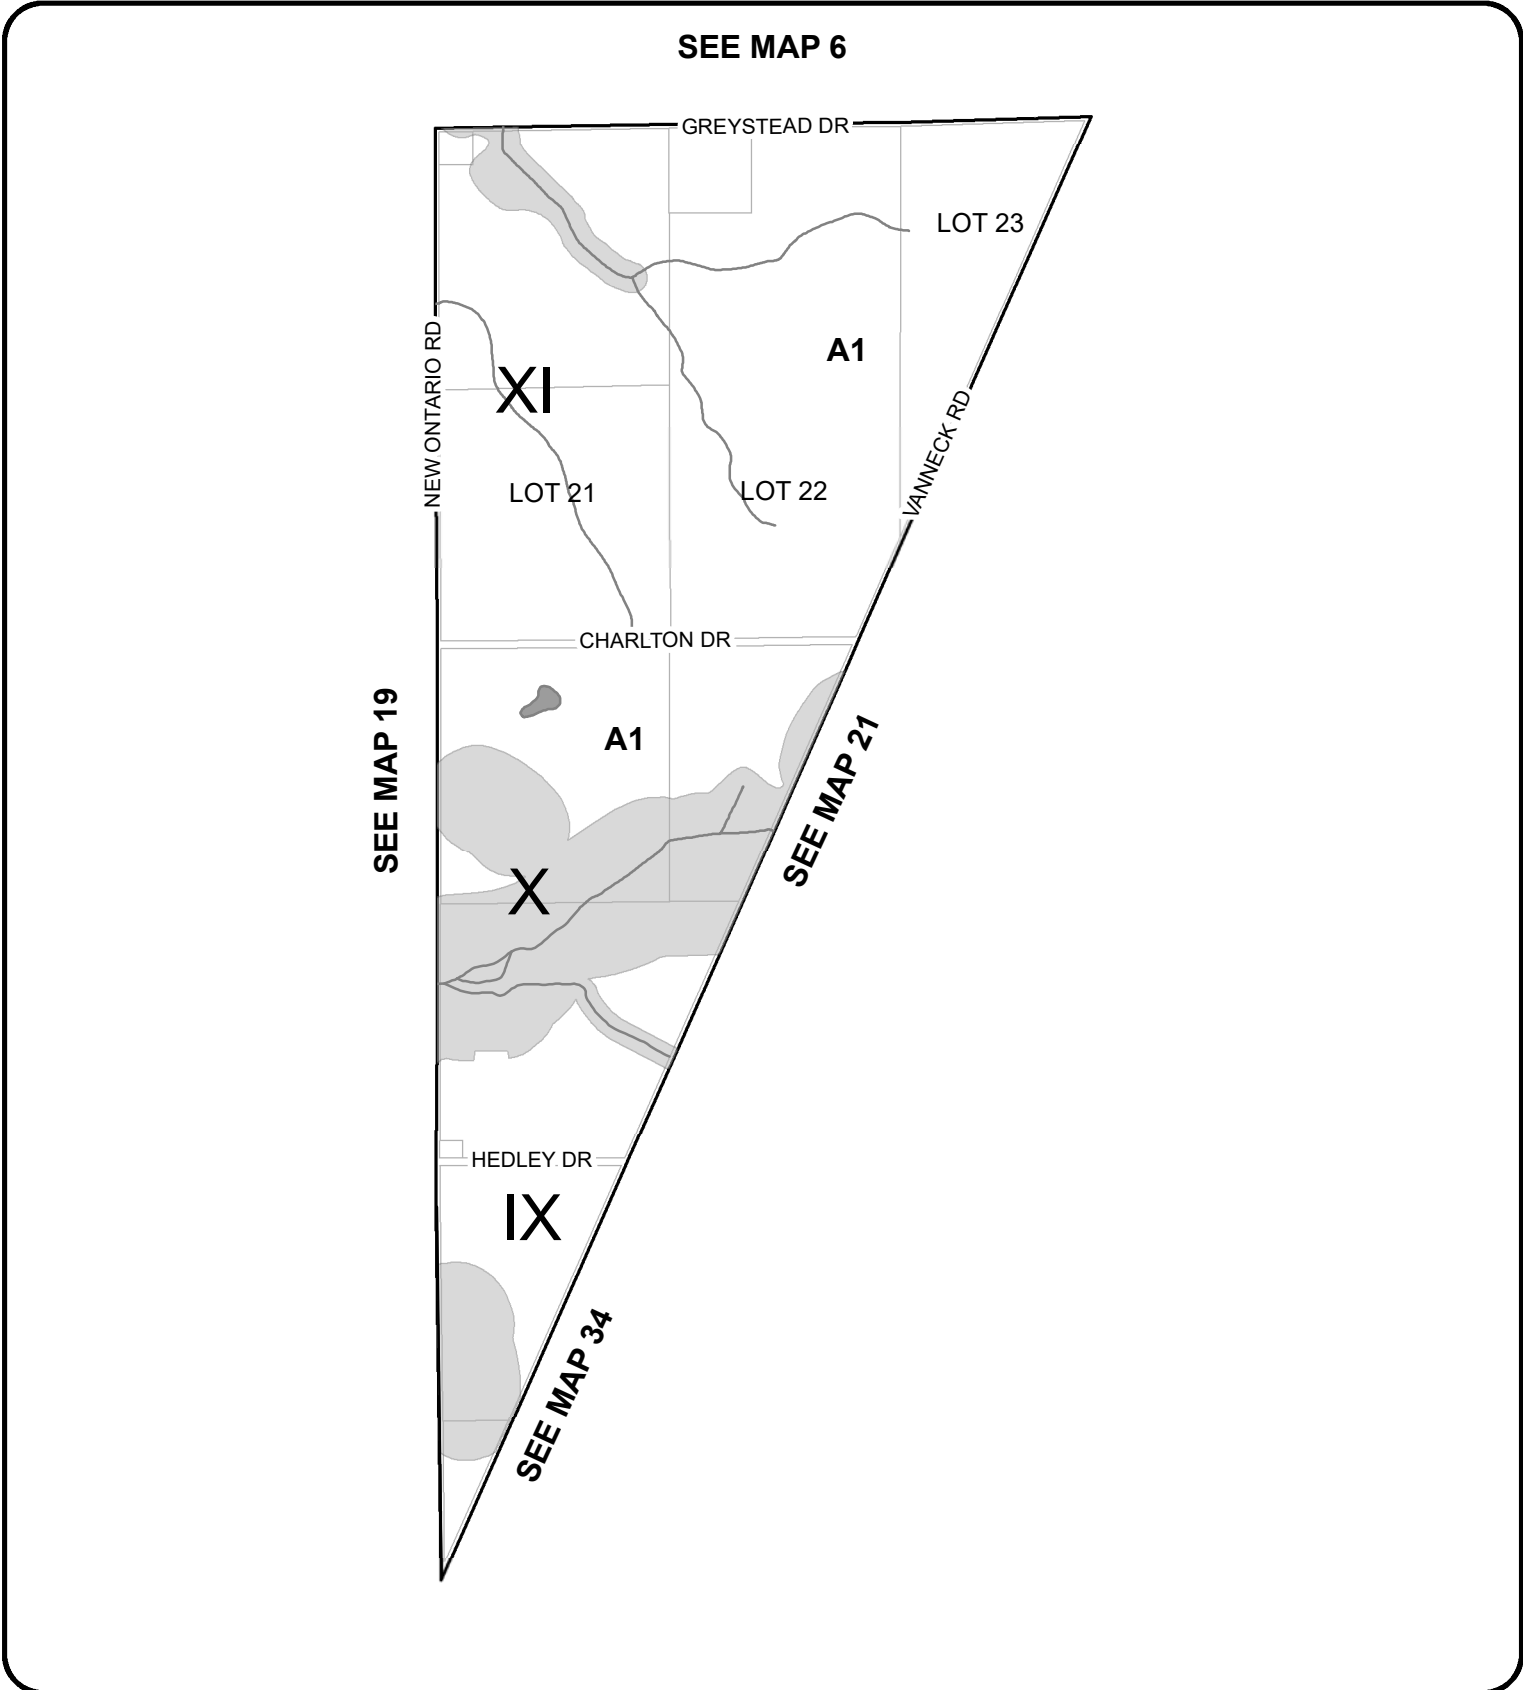 SEE MAP 6
GREYSTEAD DR
LOT 23
A1
NEW ONTARIO RD
XI
VANNECK RD
LOT 21
LOT 22
CHARLTON DR
SEE MAP 19
A1
SEE MAP 21
X
HEDLEY DR
IX
SEE MAP 34